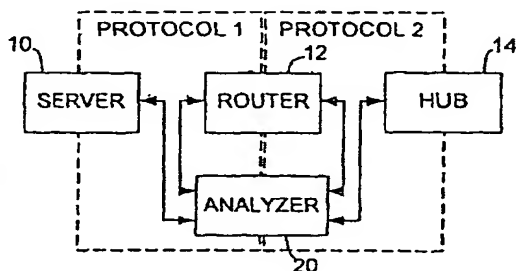 PROTOCOL 1 PROTOCOL 2
10 12 14
SERVER ROUTER HUB
ANALYZER
20